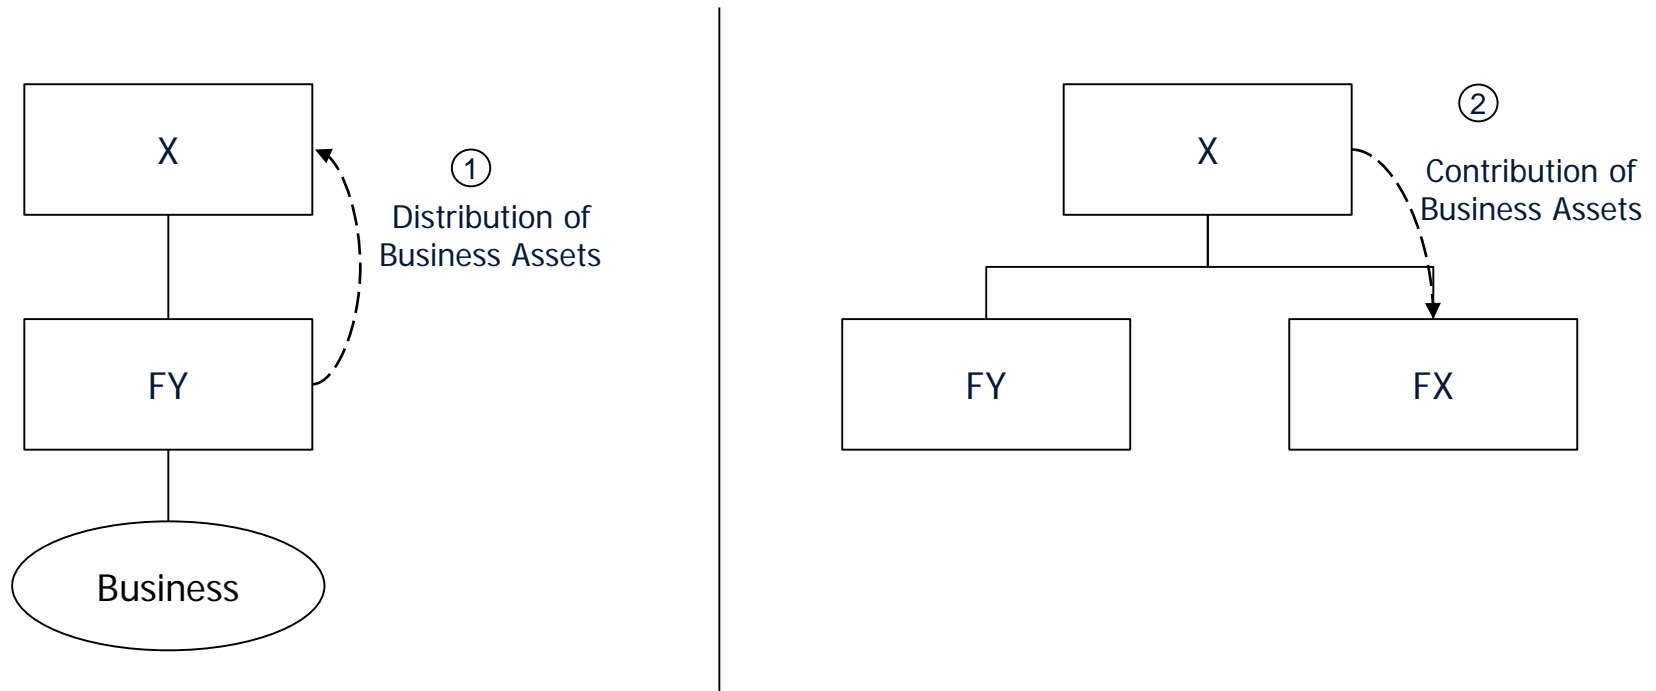 X
1
Distribution of
Business Assets
FY
Business
X
2
Contribution of
Business Assets
FY
FX